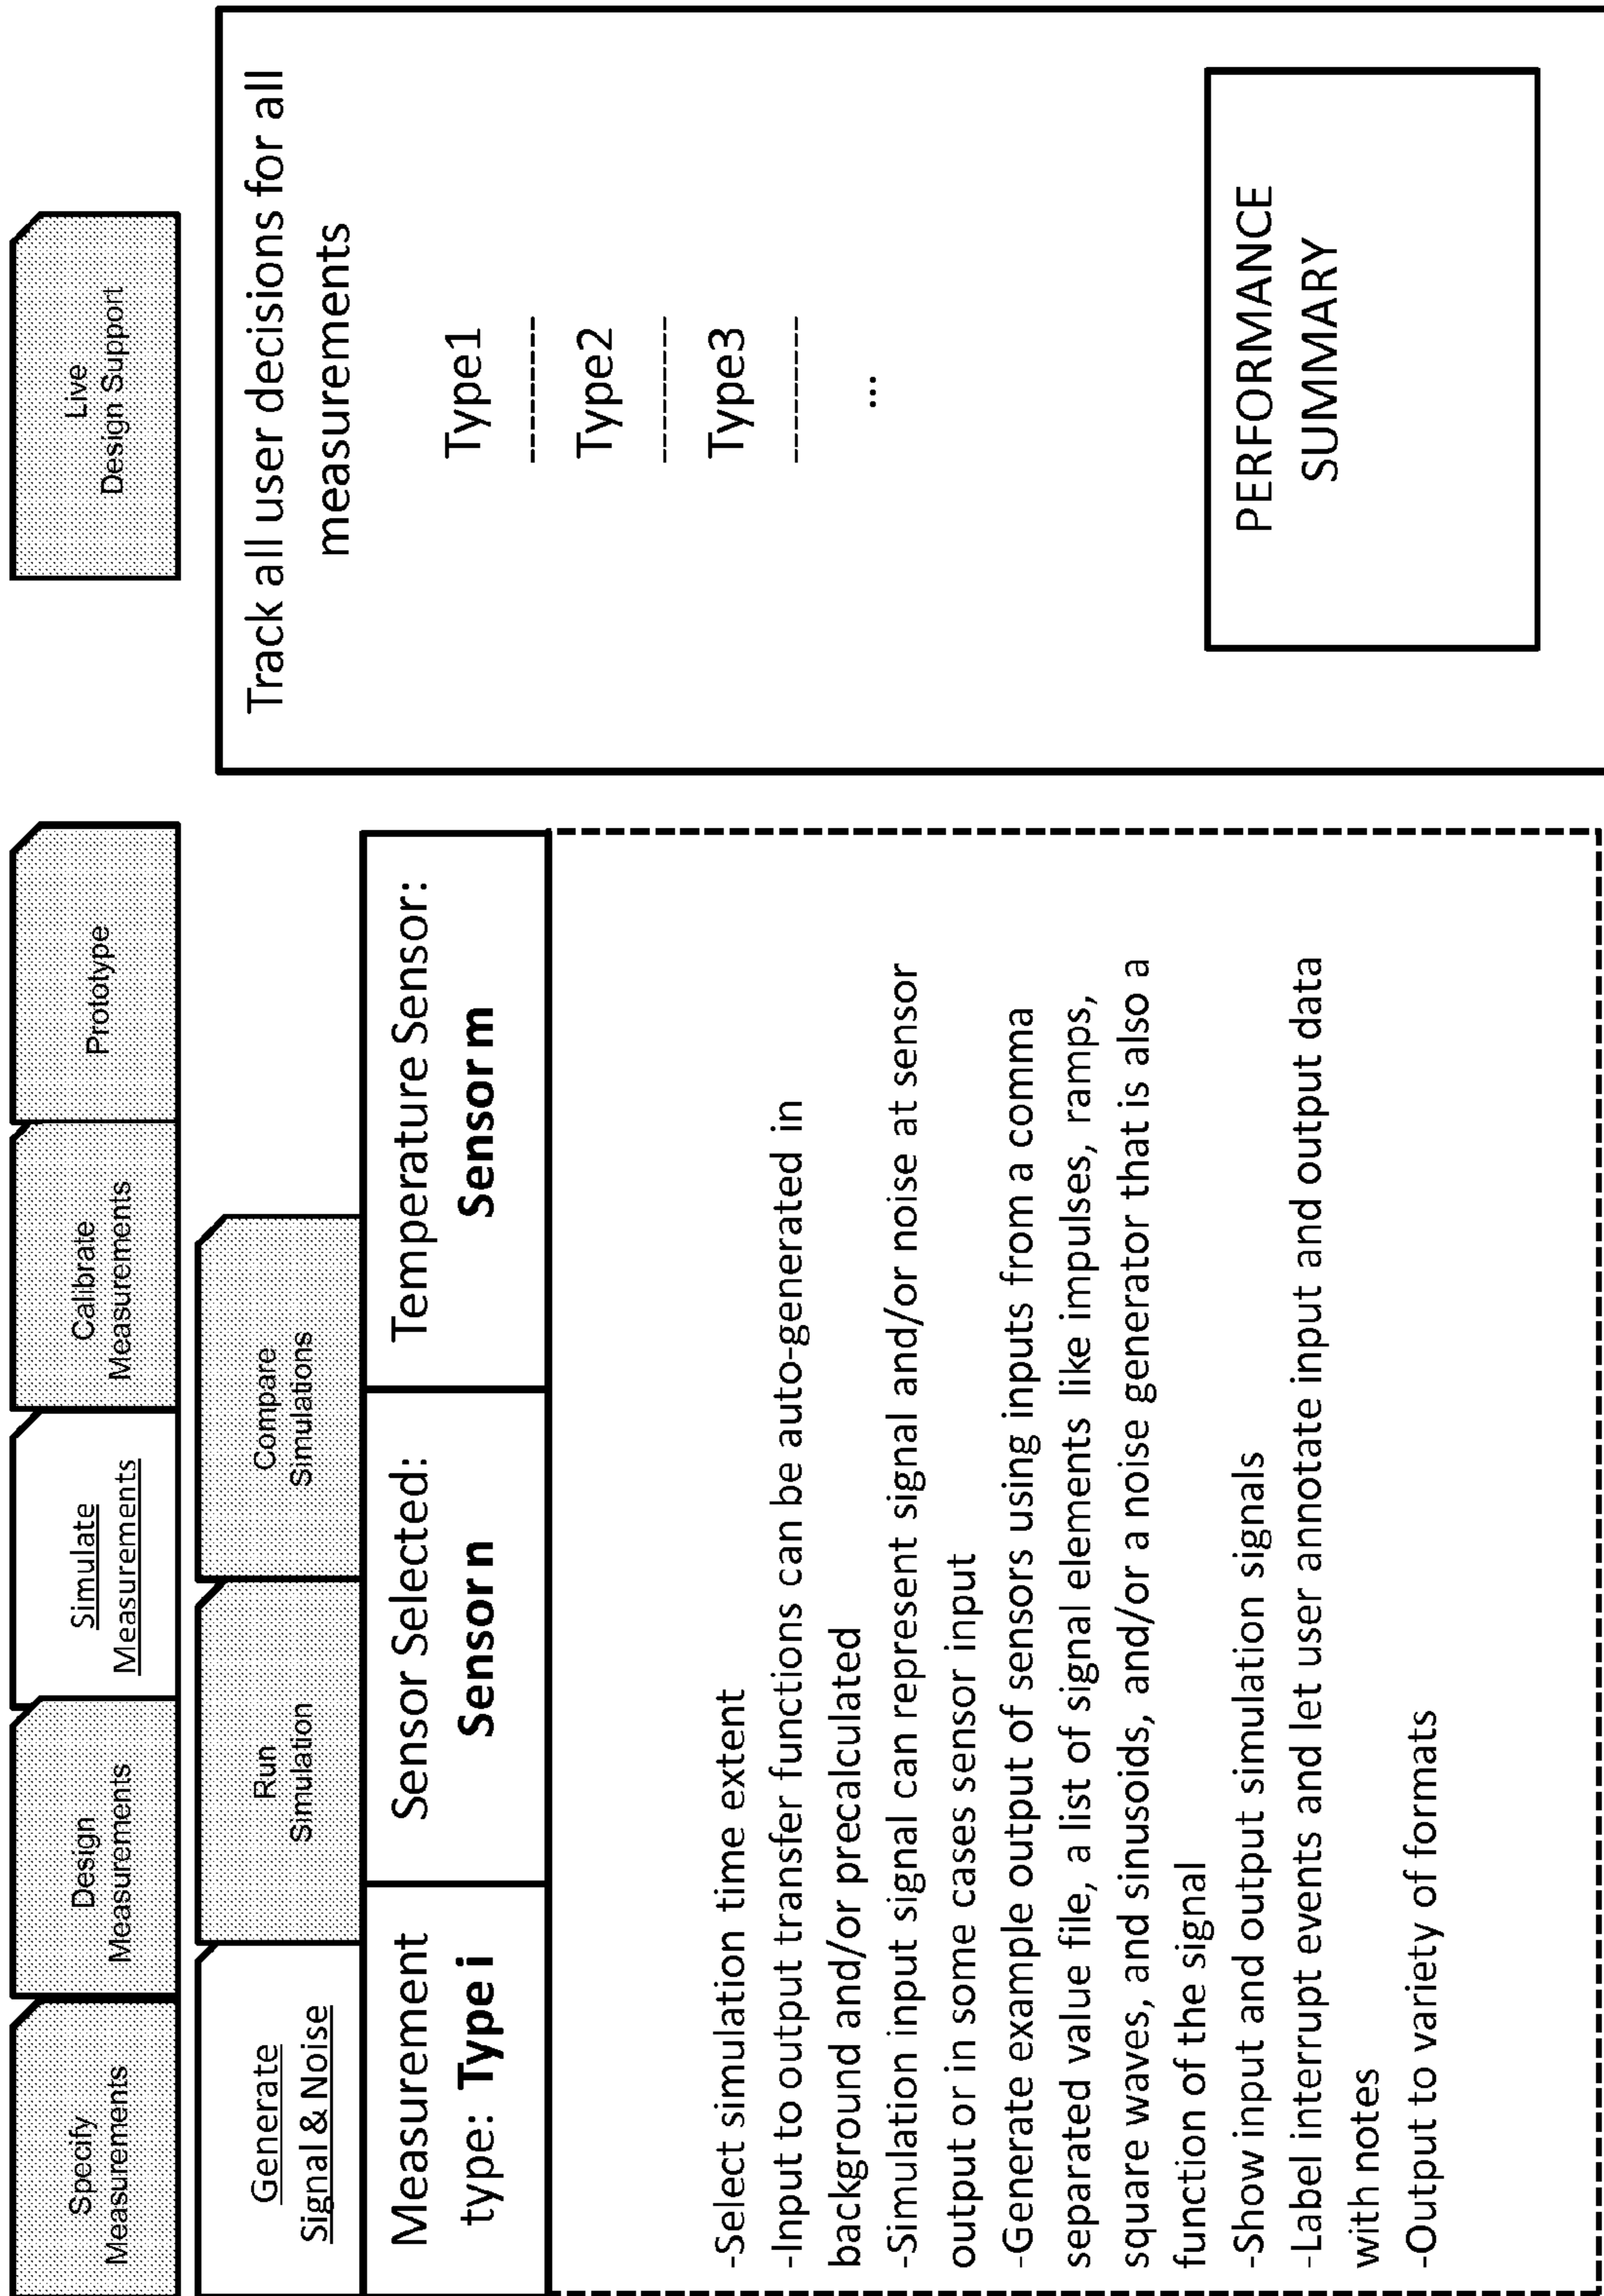 Specify
Measurements
Design
Measurements
Simulate
Measurements
Calibrate
Measurements
Prototype
Live
Design Support
Generate
Signal & Noise
Run
Simulation
Compare
Simulations
Measurement
type: Type i
Sensor Selected:
Sensor n
Temperature Sensor:
Sensor m
-Select simulation time extent
-Input to output transfer functions can be auto-generated in
background and/or precalculated
-Simulation input signal can represent signal and/or noise at sensor
output or in some cases sensor input
-Generate example output of sensors using inputs from a comma
separated value file, a list of signal elements like impulses, ramps,
square waves, and sinusoids, and/or a noise generator that is also a
function of the signal
-Show input and output simulation signals
-Label interrupt events and let user annotate input and output data
with notes
-Output to variety of formats
Track all user decisions for all
measurements
Type1
----------
Type2
----------
Type3
----------
...
PERFORMANCE
SUMMARY